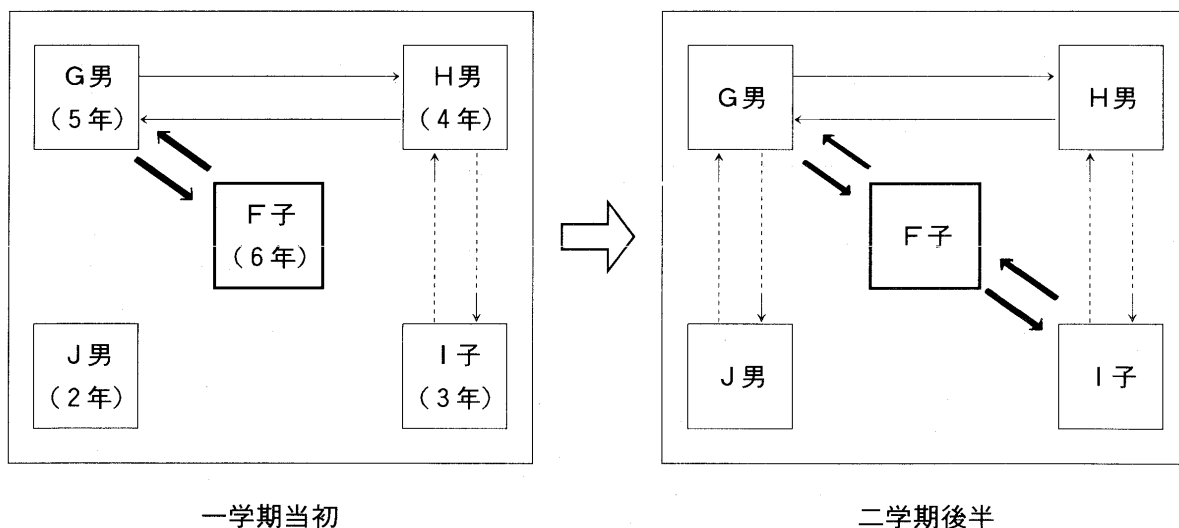 G男
(5年)
H男
(4年)
F子
(6年)
J男
(2年)
I子
(3年)
一学期当初
G男
H男
F子
J男
I子
二学期後半